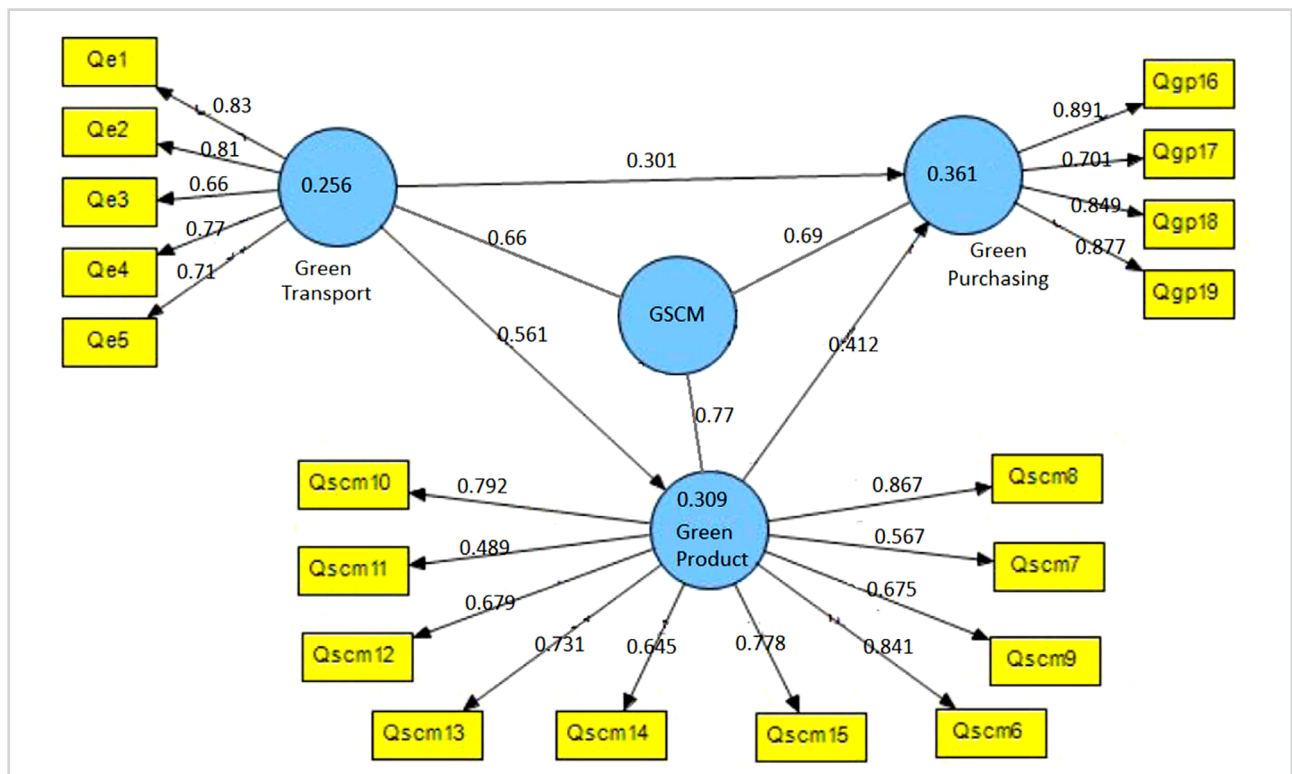 Qe1
Qe2
Qe3
Qe4
Qe5
0.83
0.81
0.66
0.77
0.71
0.256
Green
Transport
0.301
0.66
0.561
GSCM
0.69
0.77
0.412
0.361
Green
Purchasing
0.891
0.701
0.849
0.877
Qgp16
Qgp17
Qgp18
Qgp19
0.309
Green
Product
0.792
0.489
0.679
0.731
0.645
0.778
0.841
0.675
0.567
0.867
Qscm10
Qscm11
Qscm12
Qscm13
Qscm14
Qscm15
Qscm6
Qscm9
Qscm7
Qscm8